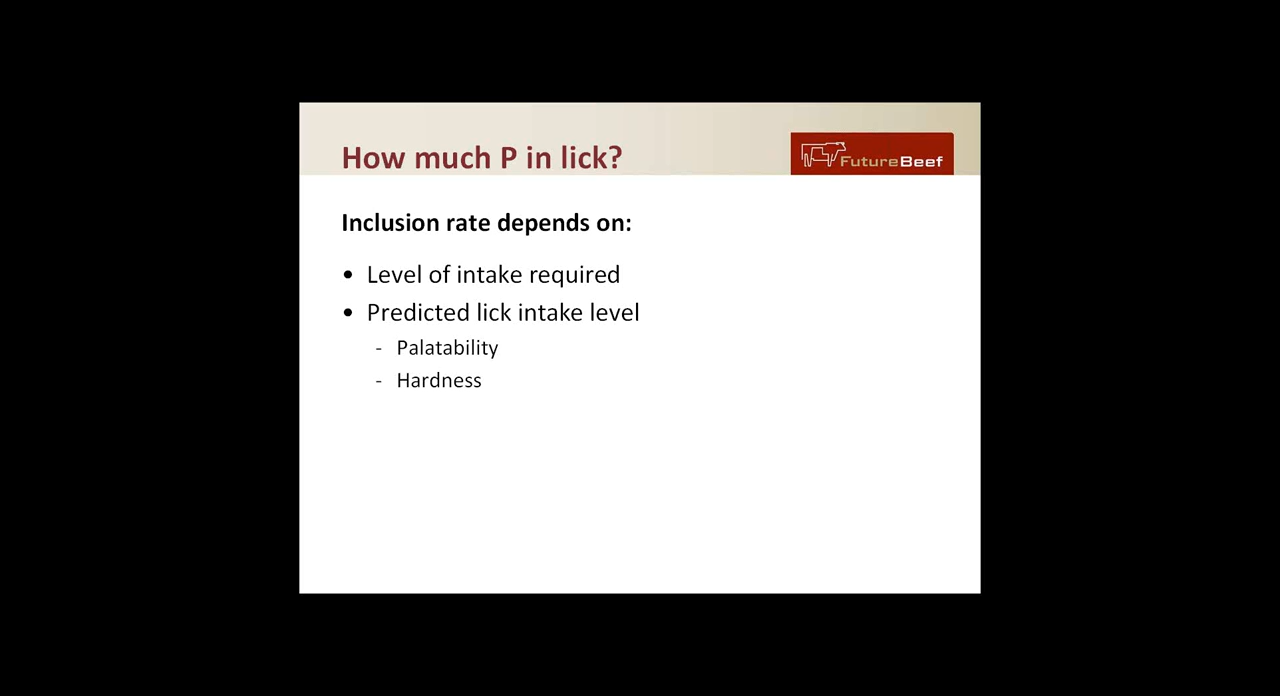 How much P in lick?
FutureBeef
Inclusion rate depends on:
• Level of intake required
• Predicted lick intake level
- Palatability
- Hardness